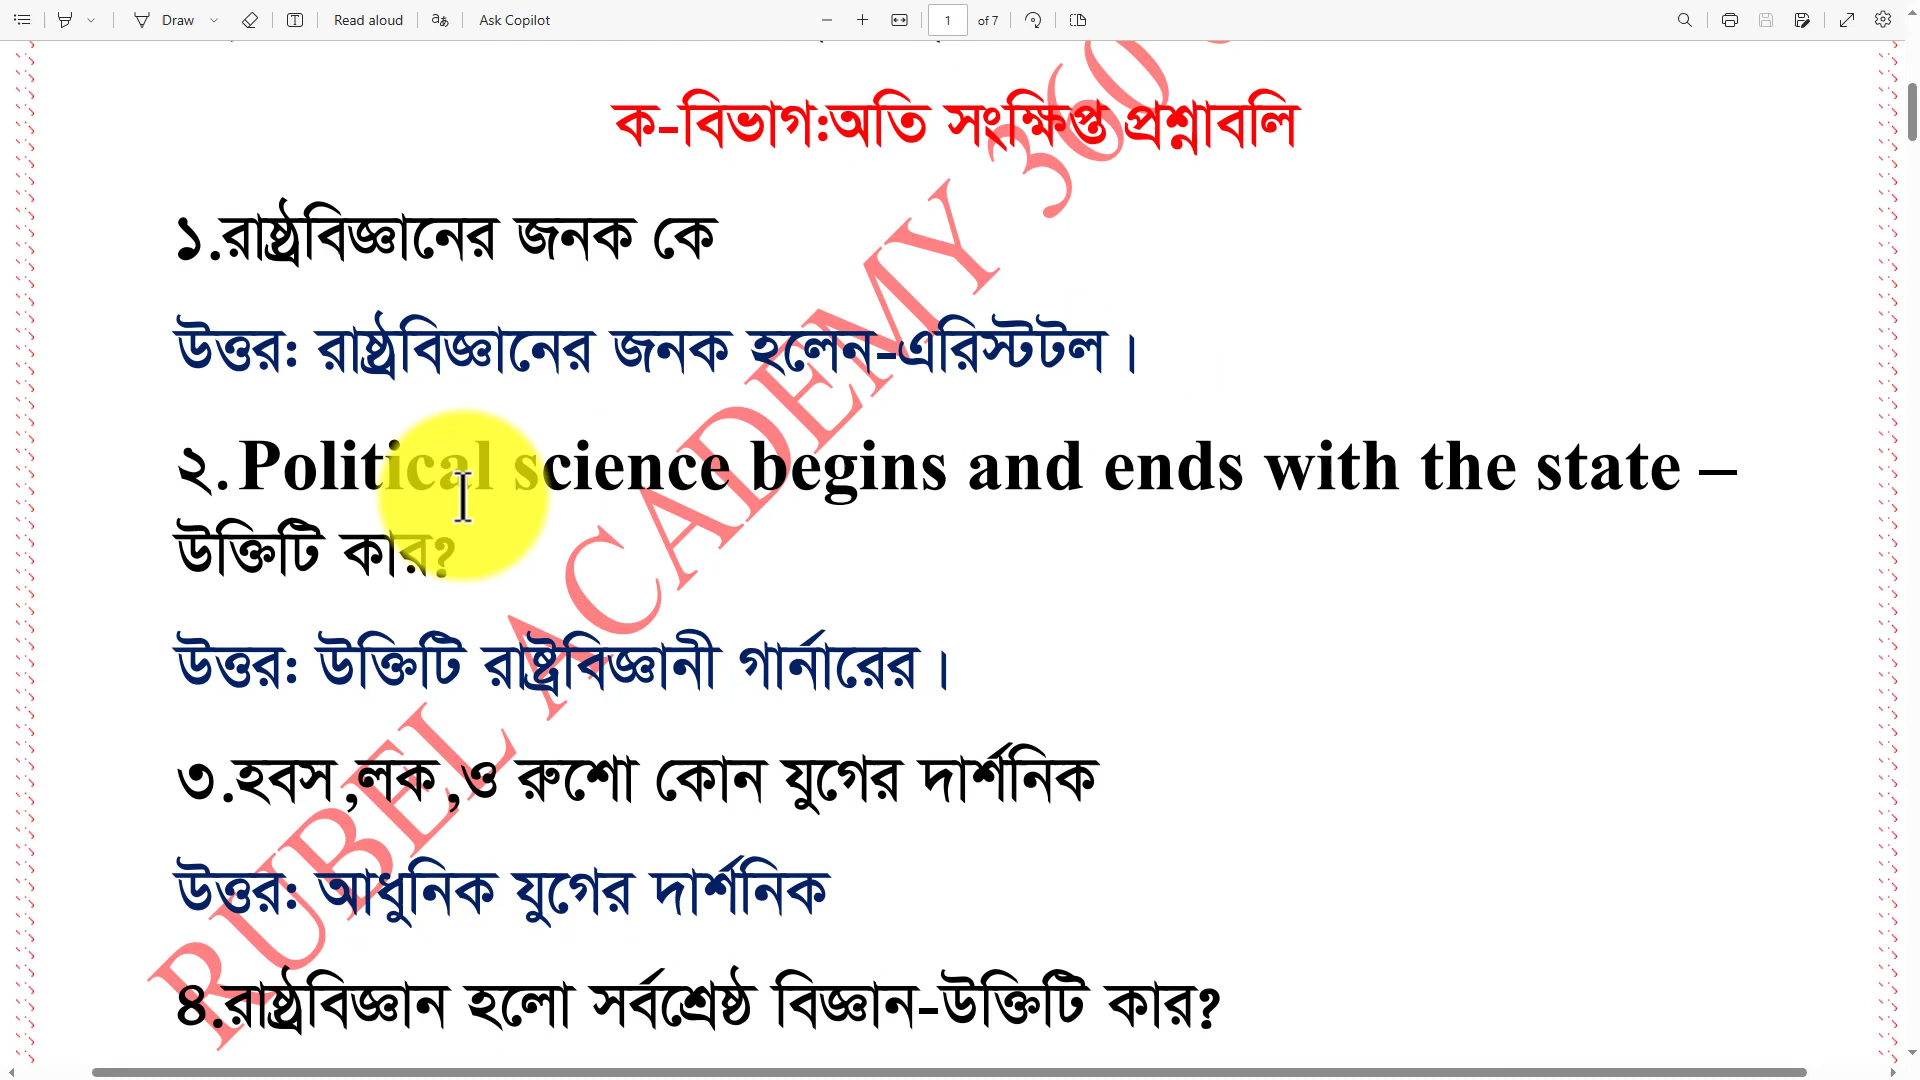 Draw
Read aloud
Ask Copilot
1
of 7
ক-বিভাগ:অতি সংক্ষিপ্ত প্রশ্নাবলি
১.রাষ্ঠ্রবিজ্ঞানের জনক কে
উত্তর: রাষ্ঠ্রবিজ্ঞানের জনক হলেন-এরিস্টটল।
২.Political science begins and ends with the state –
উক্তিটি কার?
উত্তর: উক্তিটি রাষ্ট্রবিজ্ঞানী গার্নারের।
৩.হবস,লক,ও রুশো কোন যুগের দার্শনিক
উত্তর: আধুনিক যুগের দার্শনিক
৪.রাষ্ঠ্রবিজ্ঞান হলো সর্বশ্রেষ্ঠ বিজ্ঞান-উক্তিটি কার?
RUBEL ACADEMY 360